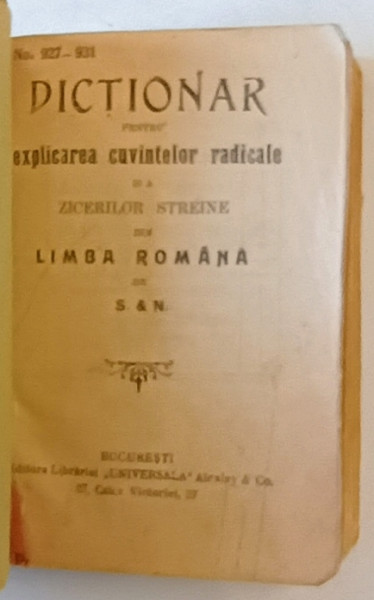 No. 927–931
DICȚIONAR
PENTRU
explicarea cuvintelor radicale
ȘI A
ZICERILOR STREINE
DIN
LIMBA ROMÂNĂ
DE
S. & N.
BUCUREȘTI
Editura Librăriei „UNIVERSALA" Alcalay & Co.
37, Calea Victoriei, 37